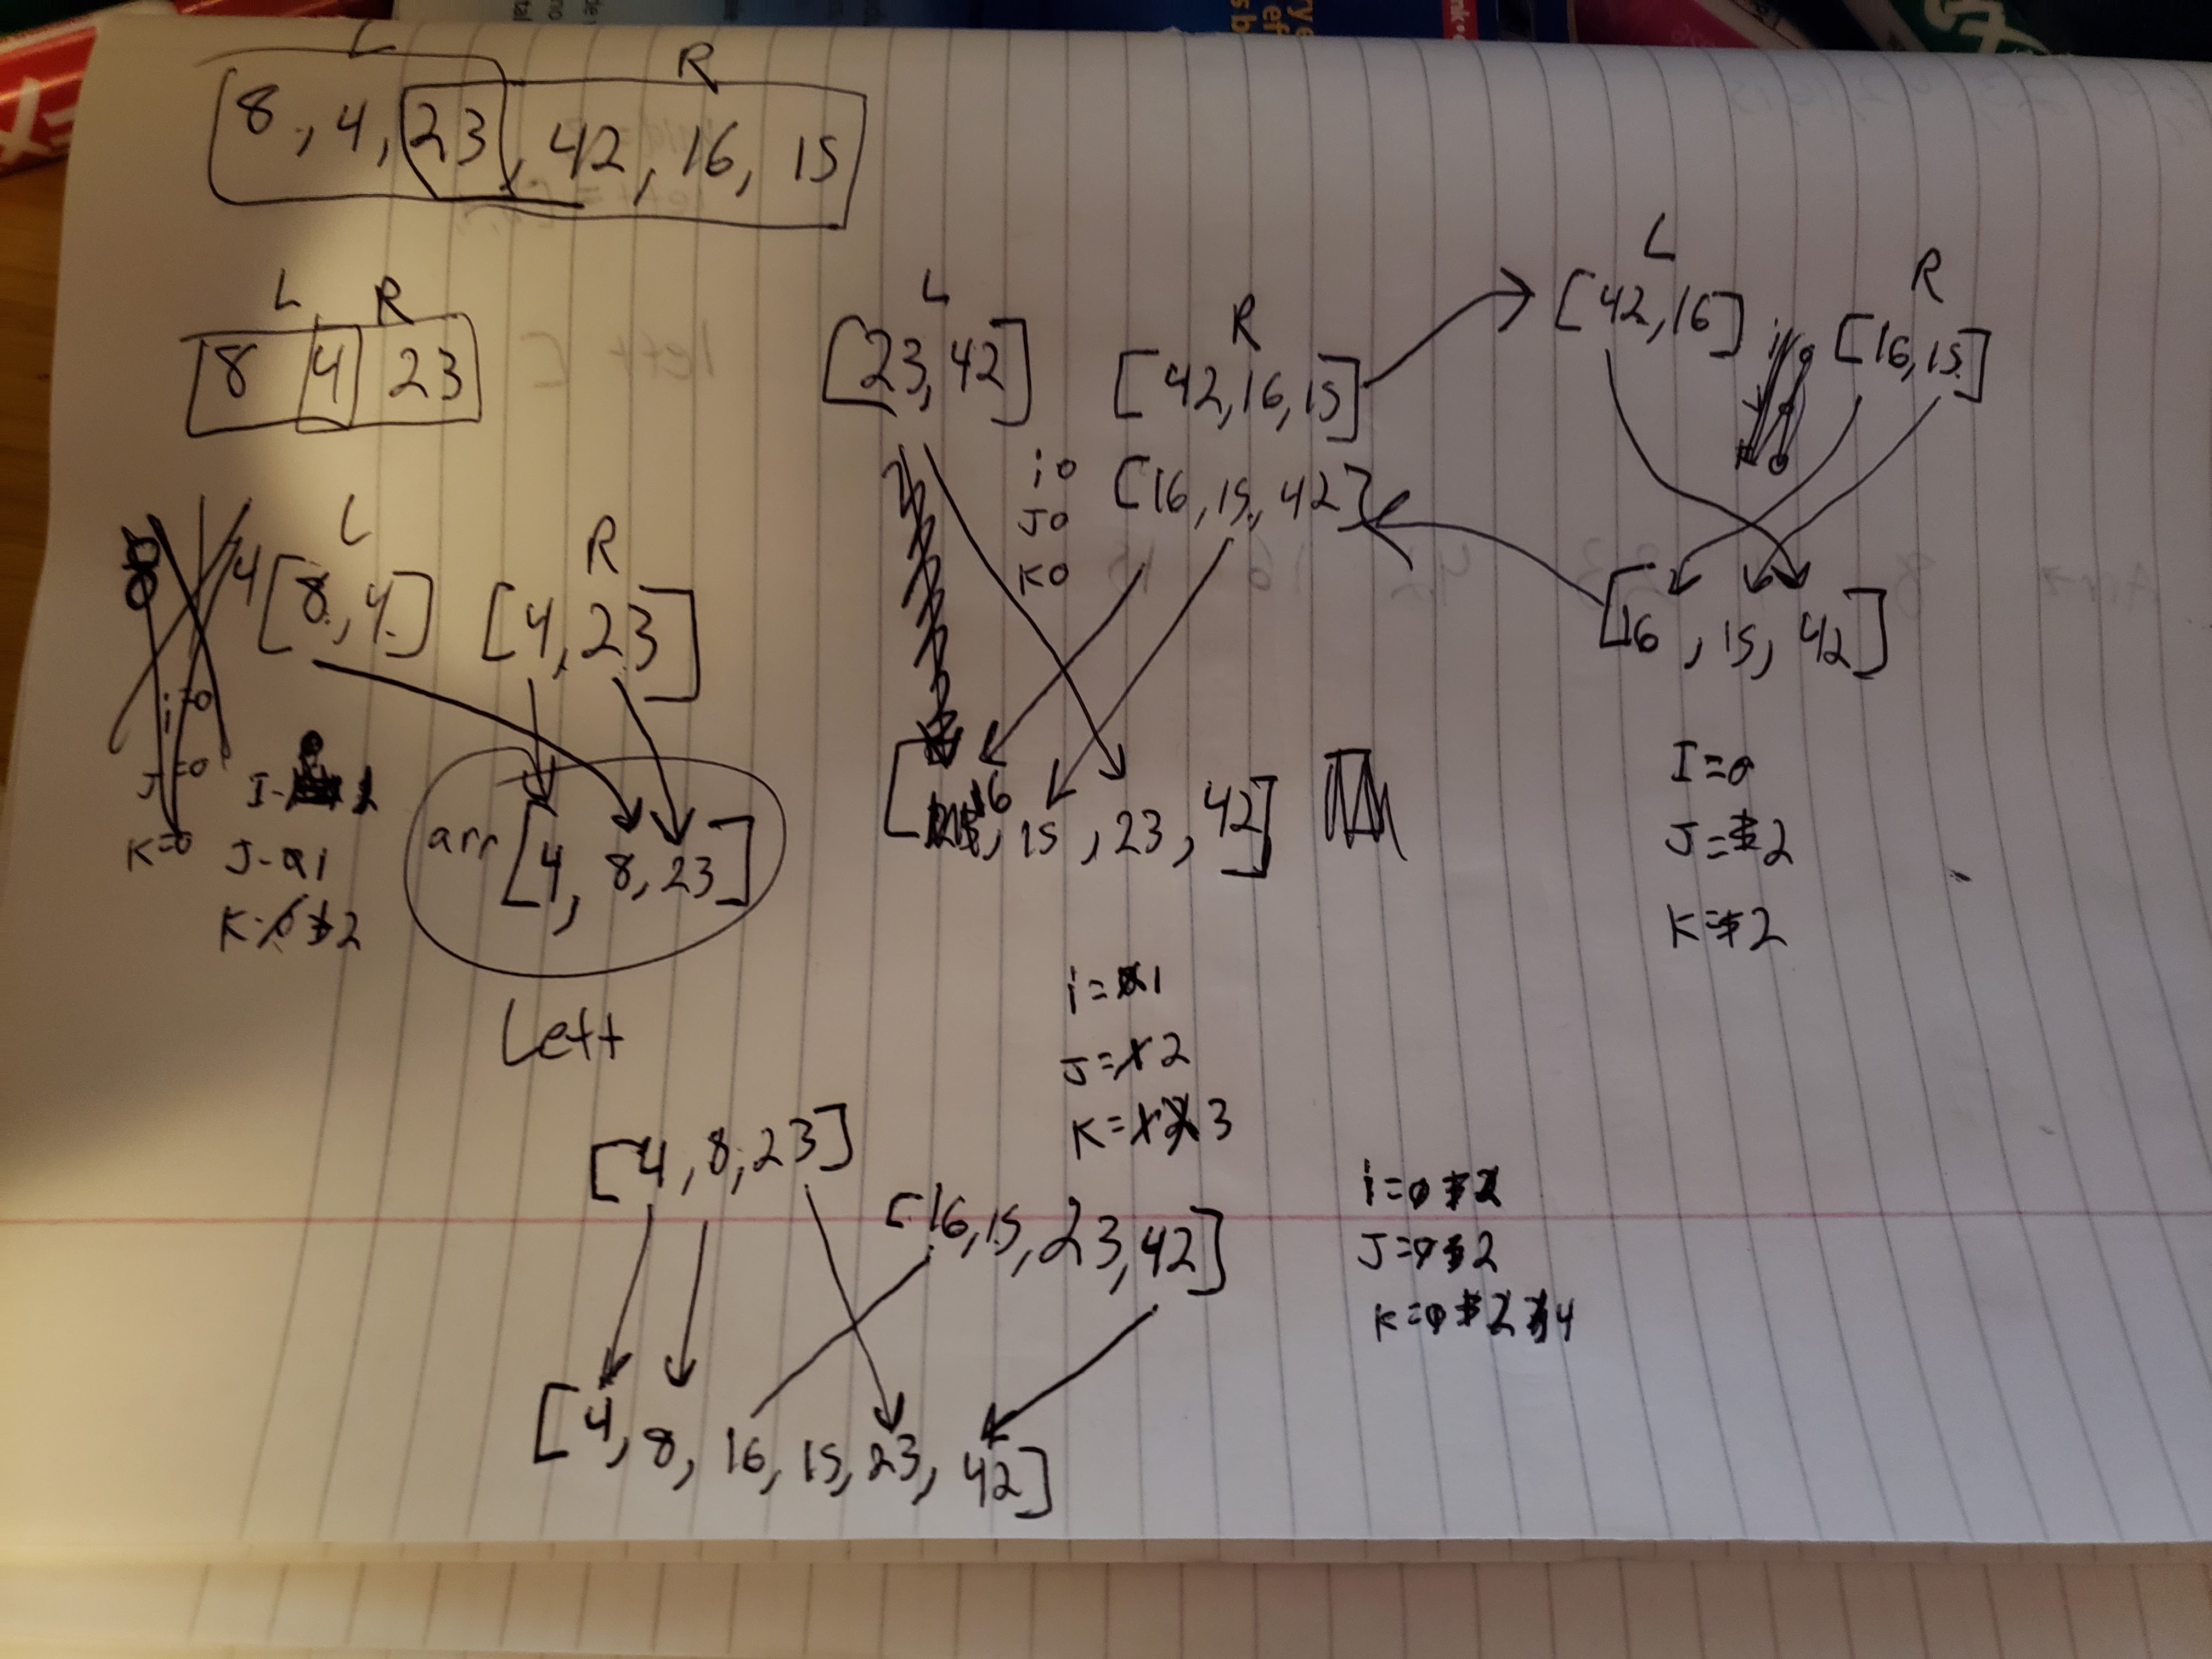 L
R
8, 4, 23, 42, 16, 15
L R
8 4 23
L
[23, 42]
R
[42, 16, 15]
L
[42, 16]
R
[16, 15]
i 0
J 0
K 0
[16, 15, 42]
L
4 [8, 4]
R
[4, 23]
[16, 15, 42]
i=0
J=0
K=0
I- 1
J- 0 1
K- 0 1 2
arr [4, 8, 23]
Left
[16, 15, 23, 42]
I=0
J=1 2
K=1 2
i=0 1
J=1 2
K=1 2 3
[4, 8, 23]
[16, 15, 23, 42]
i=0 1 2
J=0 1 2
K=0 1 2 3 4
[4, 8, 16, 15, 23, 42]